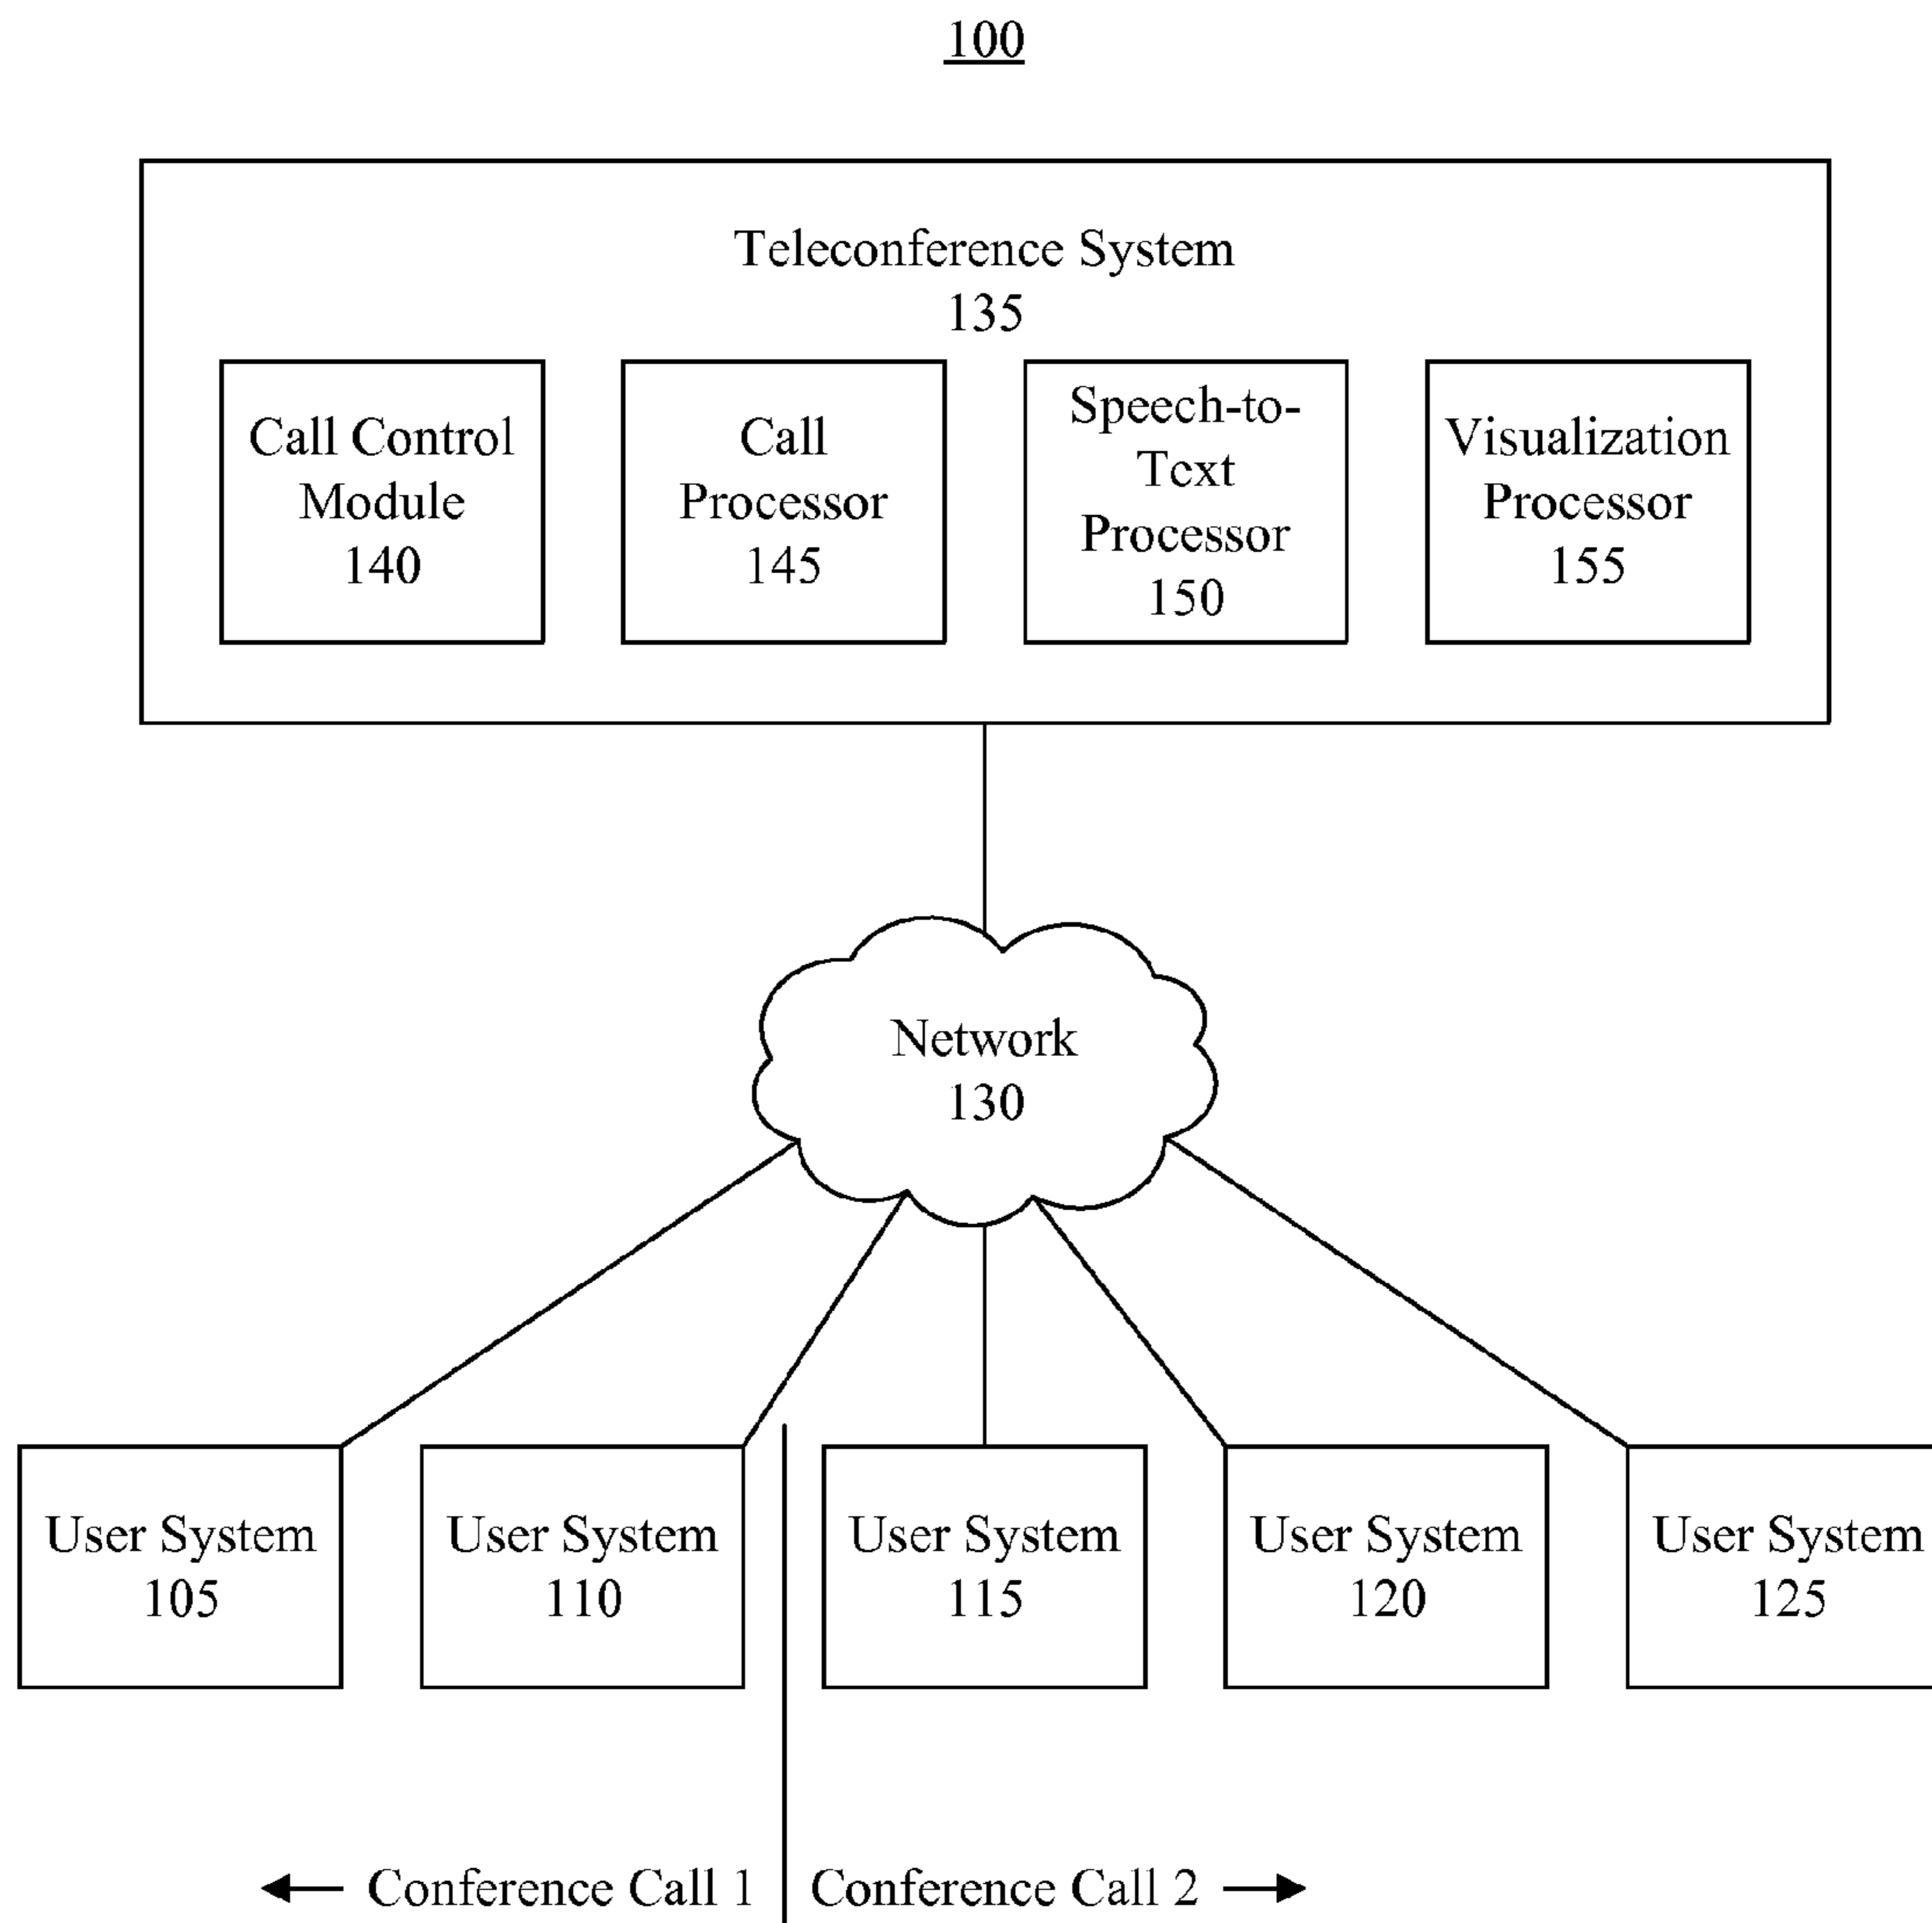 100
Teleconference System
135
Call Control
Module
140
Call
Processor
145
Speech-to-
Text
Processor
150
Visualization
Processor
155
Network
130
User System
105
User System
110
User System
115
User System
120
User System
125
Conference Call 1
Conference Call 2